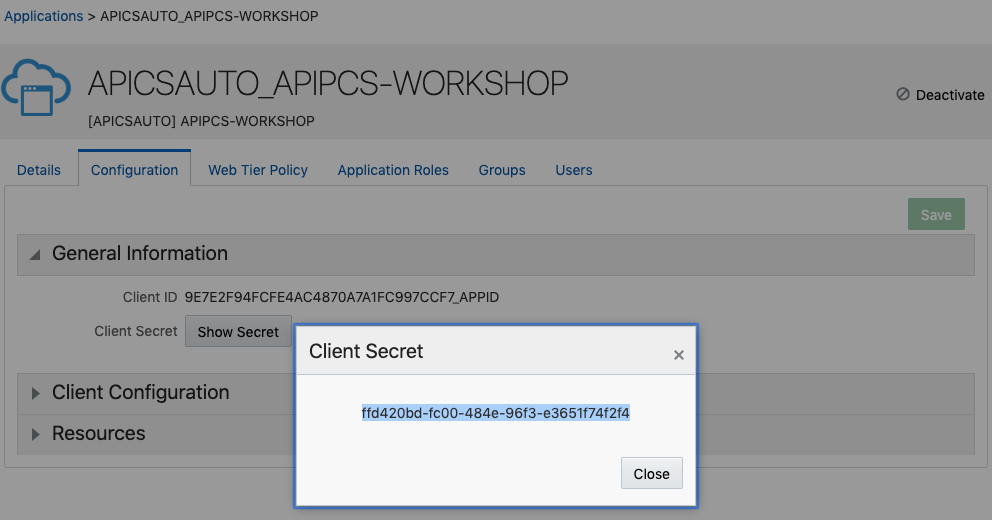 Applications > APICSAUTO_APIPCS-WORKSHOP
APICSAUTO_APIPCS-WORKSHOP
Deactivate
[APICSAUTO] APIPCS-WORKSHOP
Details Configuration Web Tier Policy Application Roles Groups Users
Save
General Information
Client ID 9E7E2F94FCFE4AC4870A7A1FC997CCF7_APPID
Client Secret Show Secret
Client Secret ×
Client Configuration
ffd420bd-fc00-484e-96f3-e3651f74f2f4
Resources
Close